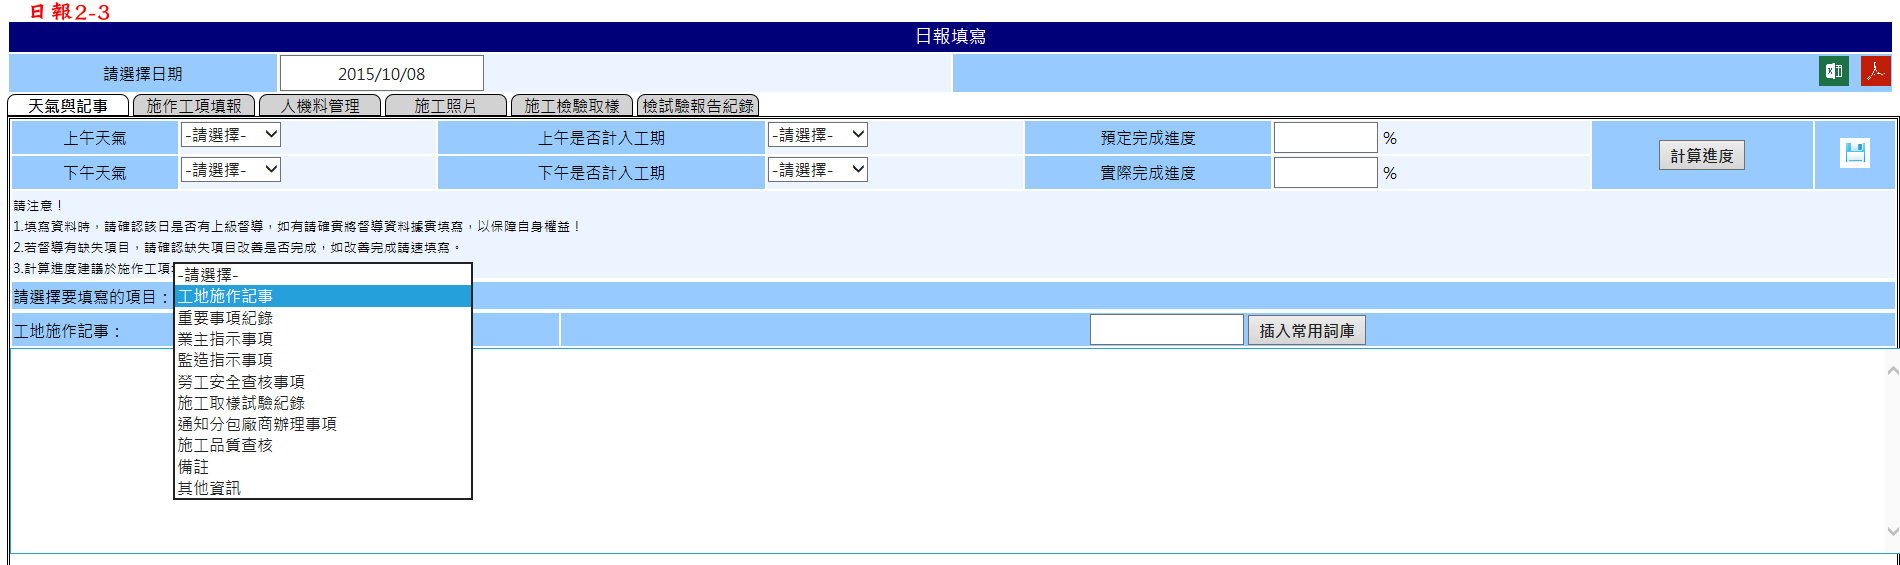 日報2-3
日報填寫
請選擇日期 2015/10/08
天氣與記事 施作工項填報 人機料管理 施工照片 施工檢驗取樣 檢試驗報告紀錄
上午天氣 -請選擇- 上午是否計入工期 -請選擇- 預定完成進度 % 計算進度
下午天氣 -請選擇- 下午是否計入工期 -請選擇- 實際完成進度 %
請注意！
1.填寫資料時，請確認該日是否有上級督導，如有請確實將督導資料據實填寫，以保障自身權益！
2.若督導有缺失項目，請確認缺失項目改善是否完成，如改善完成請速填寫。
3.計算進度建議於施作工項
-請選擇-
請選擇要填寫的項目： 工地施作記事
重要事項紀錄
工地施作記事： 插入常用詞庫
業主指示事項
監造指示事項
勞工安全查核事項
施工取樣試驗紀錄
通知分包廠商辦理事項
施工品質查核
備註
其他資訊